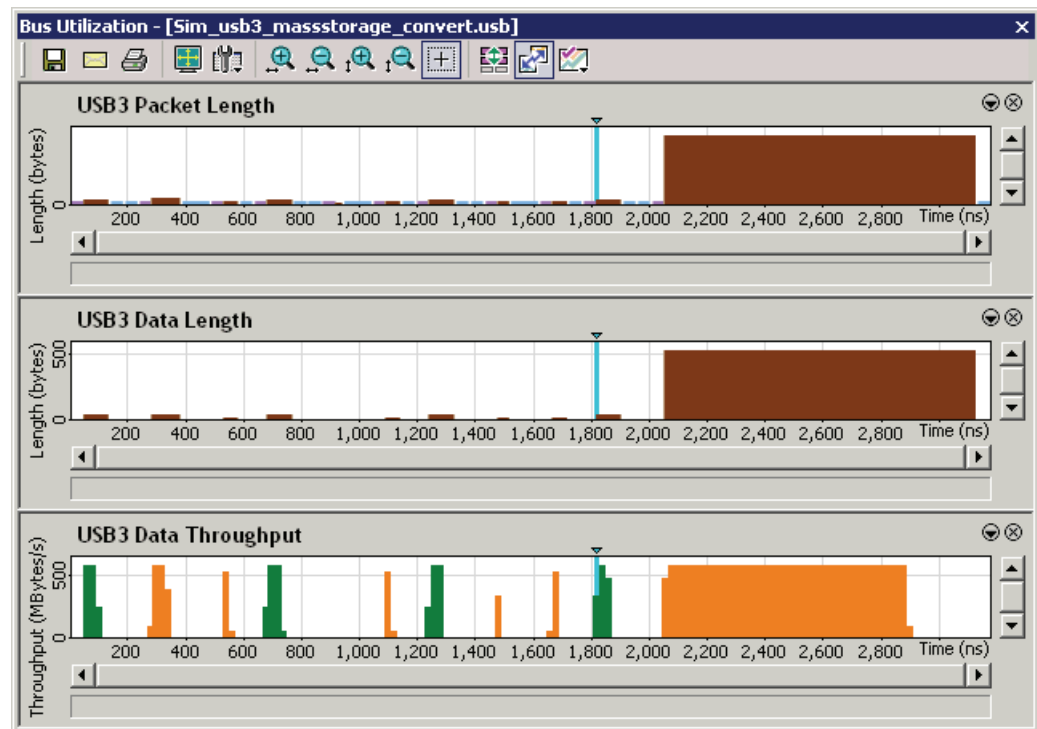 Bus Utilization - [Sim_usb3_massstorage_convert.usb]
USB3 Packet Length
Length (bytes)
0
200 400 600 800 1,000 1,200 1,400 1,600 1,800 2,000 2,200 2,400 2,600 2,800 Time (ns)
USB3 Data Length
Length (bytes)
500
0
200 400 600 800 1,000 1,200 1,400 1,600 1,800 2,000 2,200 2,400 2,600 2,800 Time (ns)
USB3 Data Throughput
Throughput (MBytes/s)
500
0
200 400 600 800 1,000 1,200 1,400 1,600 1,800 2,000 2,200 2,400 2,600 2,800 Time (ns)